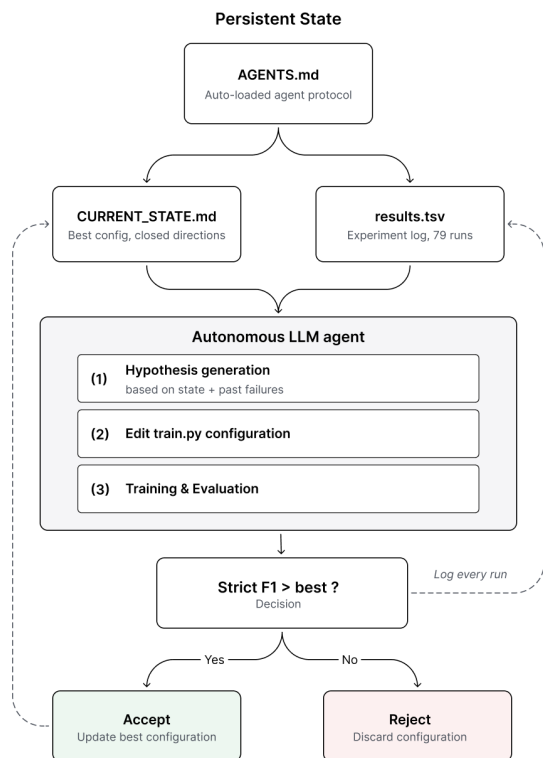 Persistent State
AGENTS.md
Auto-loaded agent protocol
CURRENT_STATE.md
Best config, closed directions
results.tsv
Experiment log, 79 runs
Autonomous LLM agent
(1) Hypothesis generation
based on state + past failures
(2) Edit train.py configuration
(3) Training & Evaluation
Strict F1 > best ?
Decision
Log every run
Yes
No
Accept
Update best configuration
Reject
Discard configuration